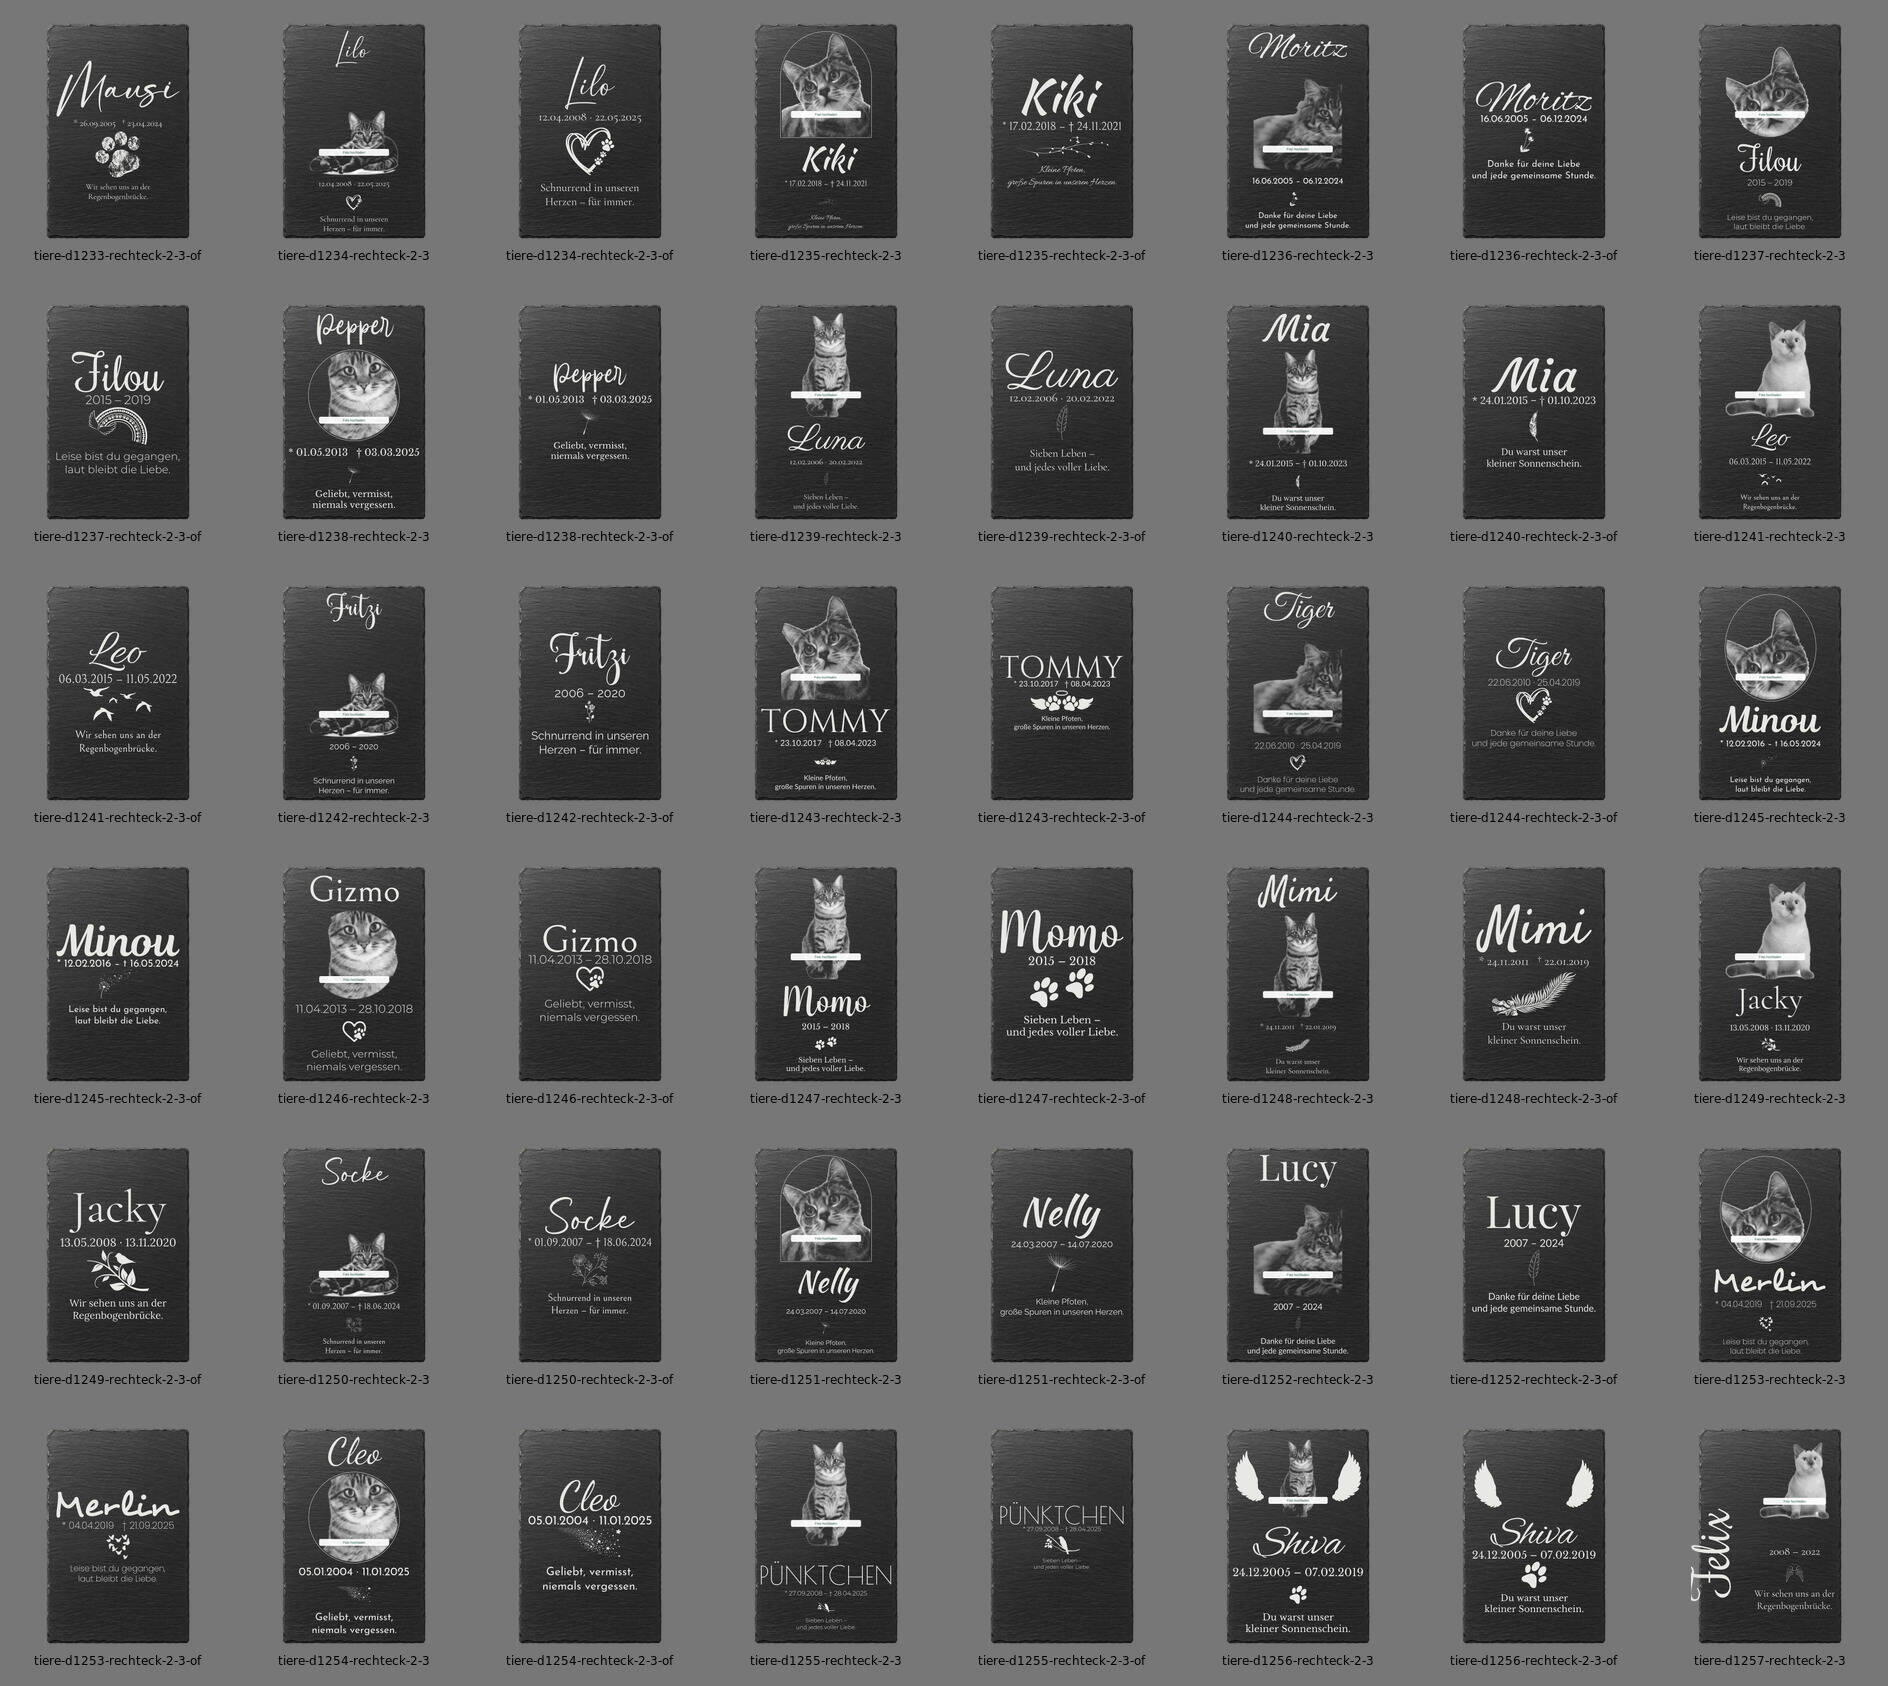 Mausi
* 26.09.2005 † 23.04.2024
Wir sehen uns an der
Regenbogenbrücke.
tiere-d1233-rechteck-2-3-of
Lilo
12.04.2008 · 22.05.2025
Schnurrend in unseren
Herzen – für immer.
tiere-d1234-rechteck-2-3
Lilo
12.04.2008 · 22.05.2025
Schnurrend in unseren
Herzen – für immer.
tiere-d1234-rechteck-2-3-of
Kiki
* 17.02.2018 – † 24.11.2021
Kleine Pfoten,
große Spuren in unseren Herzen.
tiere-d1235-rechteck-2-3
Kiki
* 17.02.2018 – † 24.11.2021
Kleine Pfoten,
große Spuren in unseren Herzen.
tiere-d1235-rechteck-2-3-of
Moritz
16.06.2005 – 06.12.2024
Danke für deine Liebe
und jede gemeinsame Stunde.
tiere-d1236-rechteck-2-3
Moritz
16.06.2005 – 06.12.2024
Danke für deine Liebe
und jede gemeinsame Stunde.
tiere-d1236-rechteck-2-3-of
Filou
2015 – 2019
Leise bist du gegangen,
laut bleibt die Liebe.
tiere-d1237-rechteck-2-3
Filou
2015 – 2019
Leise bist du gegangen,
laut bleibt die Liebe.
tiere-d1237-rechteck-2-3-of
Pepper
* 01.05.2013 † 03.03.2025
Geliebt, vermisst,
niemals vergessen.
tiere-d1238-rechteck-2-3
Pepper
* 01.05.2013 † 03.03.2025
Geliebt, vermisst,
niemals vergessen.
tiere-d1238-rechteck-2-3-of
Luna
12.02.2006 · 20.02.2022
Sieben Leben –
und jedes voller Liebe.
tiere-d1239-rechteck-2-3
Luna
12.02.2006 · 20.02.2022
Sieben Leben –
und jedes voller Liebe.
tiere-d1239-rechteck-2-3-of
Mia
* 24.01.2015 – † 01.10.2023
Du warst unser
kleiner Sonnenschein.
tiere-d1240-rechteck-2-3
Mia
* 24.01.2015 – † 01.10.2023
Du warst unser
kleiner Sonnenschein.
tiere-d1240-rechteck-2-3-of
Leo
06.03.2015 – 11.05.2022
Wir sehen uns an der
Regenbogenbrücke.
tiere-d1241-rechteck-2-3
Leo
06.03.2015 – 11.05.2022
Wir sehen uns an der
Regenbogenbrücke.
tiere-d1241-rechteck-2-3-of
Fritzi
2006 – 2020
Schnurrend in unseren
Herzen – für immer.
tiere-d1242-rechteck-2-3
Fritzi
2006 – 2020
Schnurrend in unseren
Herzen – für immer.
tiere-d1242-rechteck-2-3-of
TOMMY
* 23.10.2017 † 08.04.2023
Kleine Pfoten,
große Spuren in unseren Herzen.
tiere-d1243-rechteck-2-3
TOMMY
* 23.10.2017 † 08.04.2023
Kleine Pfoten,
große Spuren in unseren Herzen.
tiere-d1243-rechteck-2-3-of
Tiger
22.06.2010 · 25.04.2019
Danke für deine Liebe
und jede gemeinsame Stunde.
tiere-d1244-rechteck-2-3
Tiger
22.06.2010 · 25.04.2019
Danke für deine Liebe
und jede gemeinsame Stunde.
tiere-d1244-rechteck-2-3-of
Minou
* 12.02.2016 – † 16.05.2024
Leise bist du gegangen,
laut bleibt die Liebe.
tiere-d1245-rechteck-2-3
Minou
* 12.02.2016 – † 16.05.2024
Leise bist du gegangen,
laut bleibt die Liebe.
tiere-d1245-rechteck-2-3-of
Gizmo
11.04.2013 – 28.10.2018
Geliebt, vermisst,
niemals vergessen.
tiere-d1246-rechteck-2-3
Gizmo
11.04.2013 – 28.10.2018
Geliebt, vermisst,
niemals vergessen.
tiere-d1246-rechteck-2-3-of
Momo
2015 – 2018
Sieben Leben –
und jedes voller Liebe.
tiere-d1247-rechteck-2-3
Momo
2015 – 2018
Sieben Leben –
und jedes voller Liebe.
tiere-d1247-rechteck-2-3-of
Mimi
* 24.11.2011 † 22.01.2019
Du warst unser
kleiner Sonnenschein.
tiere-d1248-rechteck-2-3
Mimi
* 24.11.2011 † 22.01.2019
Du warst unser
kleiner Sonnenschein.
tiere-d1248-rechteck-2-3-of
Jacky
13.05.2008 · 13.11.2020
Wir sehen uns an der
Regenbogenbrücke.
tiere-d1249-rechteck-2-3
Jacky
13.05.2008 · 13.11.2020
Wir sehen uns an der
Regenbogenbrücke.
tiere-d1249-rechteck-2-3-of
Socke
* 01.09.2007 – † 18.06.2024
Schnurrend in unseren
Herzen – für immer.
tiere-d1250-rechteck-2-3
Socke
* 01.09.2007 – † 18.06.2024
Schnurrend in unseren
Herzen – für immer.
tiere-d1250-rechteck-2-3-of
Nelly
24.03.2007 – 14.07.2020
Kleine Pfoten,
große Spuren in unseren Herzen.
tiere-d1251-rechteck-2-3
Nelly
24.03.2007 – 14.07.2020
Kleine Pfoten,
große Spuren in unseren Herzen.
tiere-d1251-rechteck-2-3-of
Lucy
2007 – 2024
Danke für deine Liebe
und jede gemeinsame Stunde.
tiere-d1252-rechteck-2-3
Lucy
2007 – 2024
Danke für deine Liebe
und jede gemeinsame Stunde.
tiere-d1252-rechteck-2-3-of
Merlin
* 04.04.2019 † 21.09.2025
Leise bist du gegangen,
laut bleibt die Liebe.
tiere-d1253-rechteck-2-3
Merlin
* 04.04.2019 † 21.09.2025
Leise bist du gegangen,
laut bleibt die Liebe.
tiere-d1253-rechteck-2-3-of
Cleo
05.01.2004 · 11.01.2025
Geliebt, vermisst,
niemals vergessen.
tiere-d1254-rechteck-2-3
Cleo
05.01.2004 · 11.01.2025
Geliebt, vermisst,
niemals vergessen.
tiere-d1254-rechteck-2-3-of
PÜNKTCHEN
* 27.09.2008 – † 28.04.2025
Sieben Leben –
und jedes voller Liebe.
tiere-d1255-rechteck-2-3
PÜNKTCHEN
* 27.09.2008 – † 28.04.2025
Sieben Leben –
und jedes voller Liebe.
tiere-d1255-rechteck-2-3-of
Shiva
24.12.2005 – 07.02.2019
Du warst unser
kleiner Sonnenschein.
tiere-d1256-rechteck-2-3
Shiva
24.12.2005 – 07.02.2019
Du warst unser
kleiner Sonnenschein.
tiere-d1256-rechteck-2-3-of
Felix
2008 – 2022
Wir sehen uns an der
Regenbogenbrücke.
tiere-d1257-rechteck-2-3